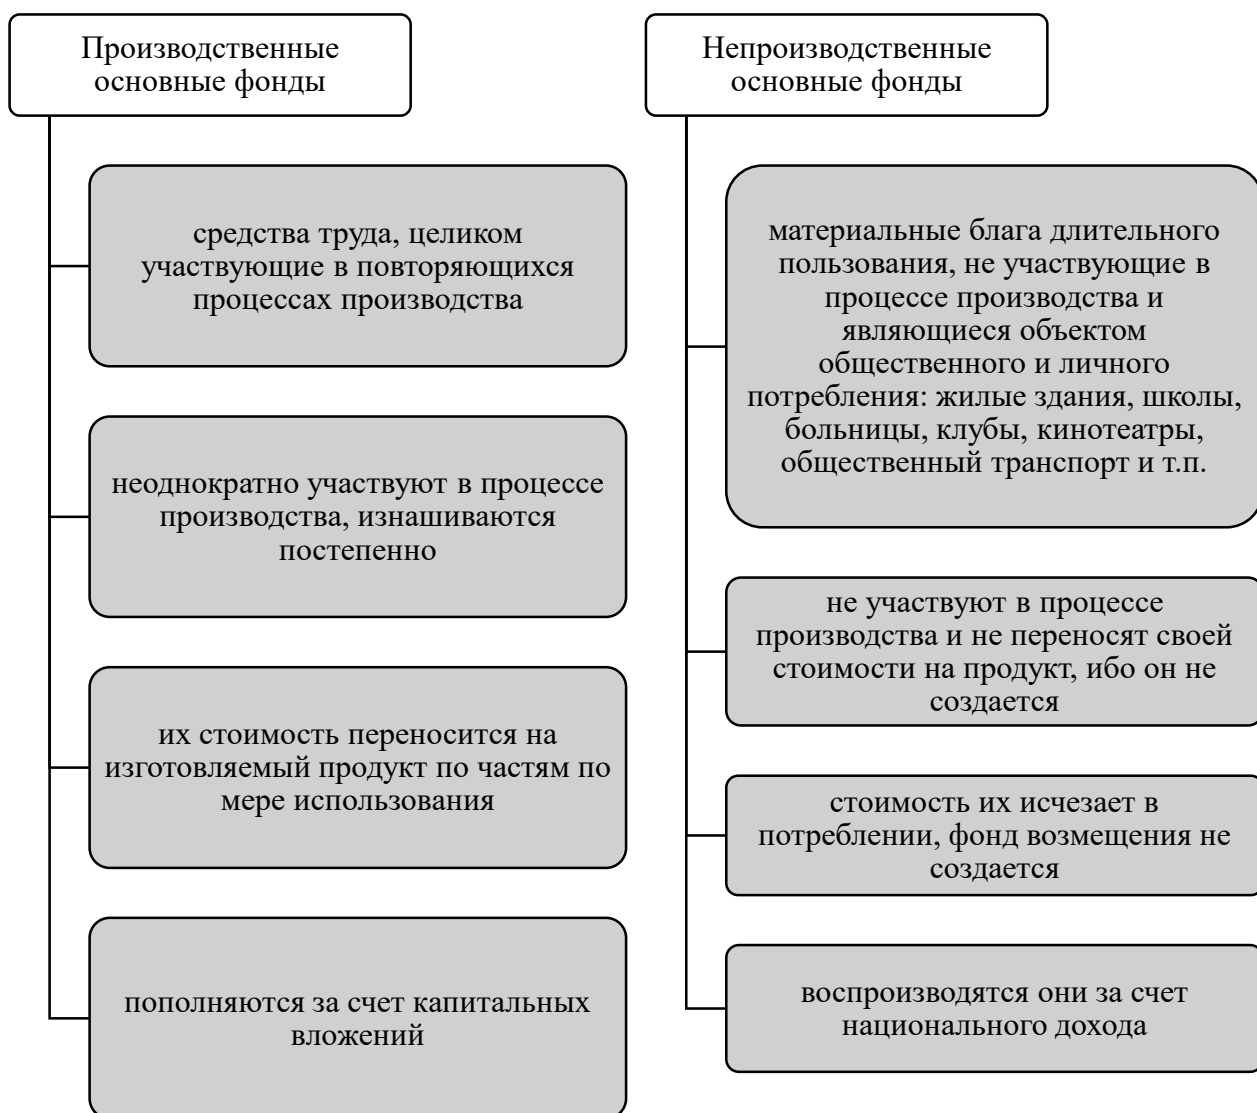 Производственные
основные фонды
средства труда, целиком
участвующие в повторяющихся
процессах производства
неоднократно участвуют в процессе
производства, изнашиваются
постепенно
их стоимость переносится на
изготовляемый продукт по частям по
мере использования
пополняются за счет капитальных
вложений
Непроизводственные
основные фонды
материальные блага длительного
пользования, не участвующие в
процессе производства и
являющиеся объектом
общественного и личного
потребления: жилые здания, школы,
больницы, клубы, кинотеатры,
общественный транспорт и т.п.
не участвуют в процессе
производства и не переносят своей
стоимости на продукт, ибо он не
создается
стоимость их исчезает в
потреблении, фонд возмещения не
создается
воспроизводятся они за счет
национального дохода